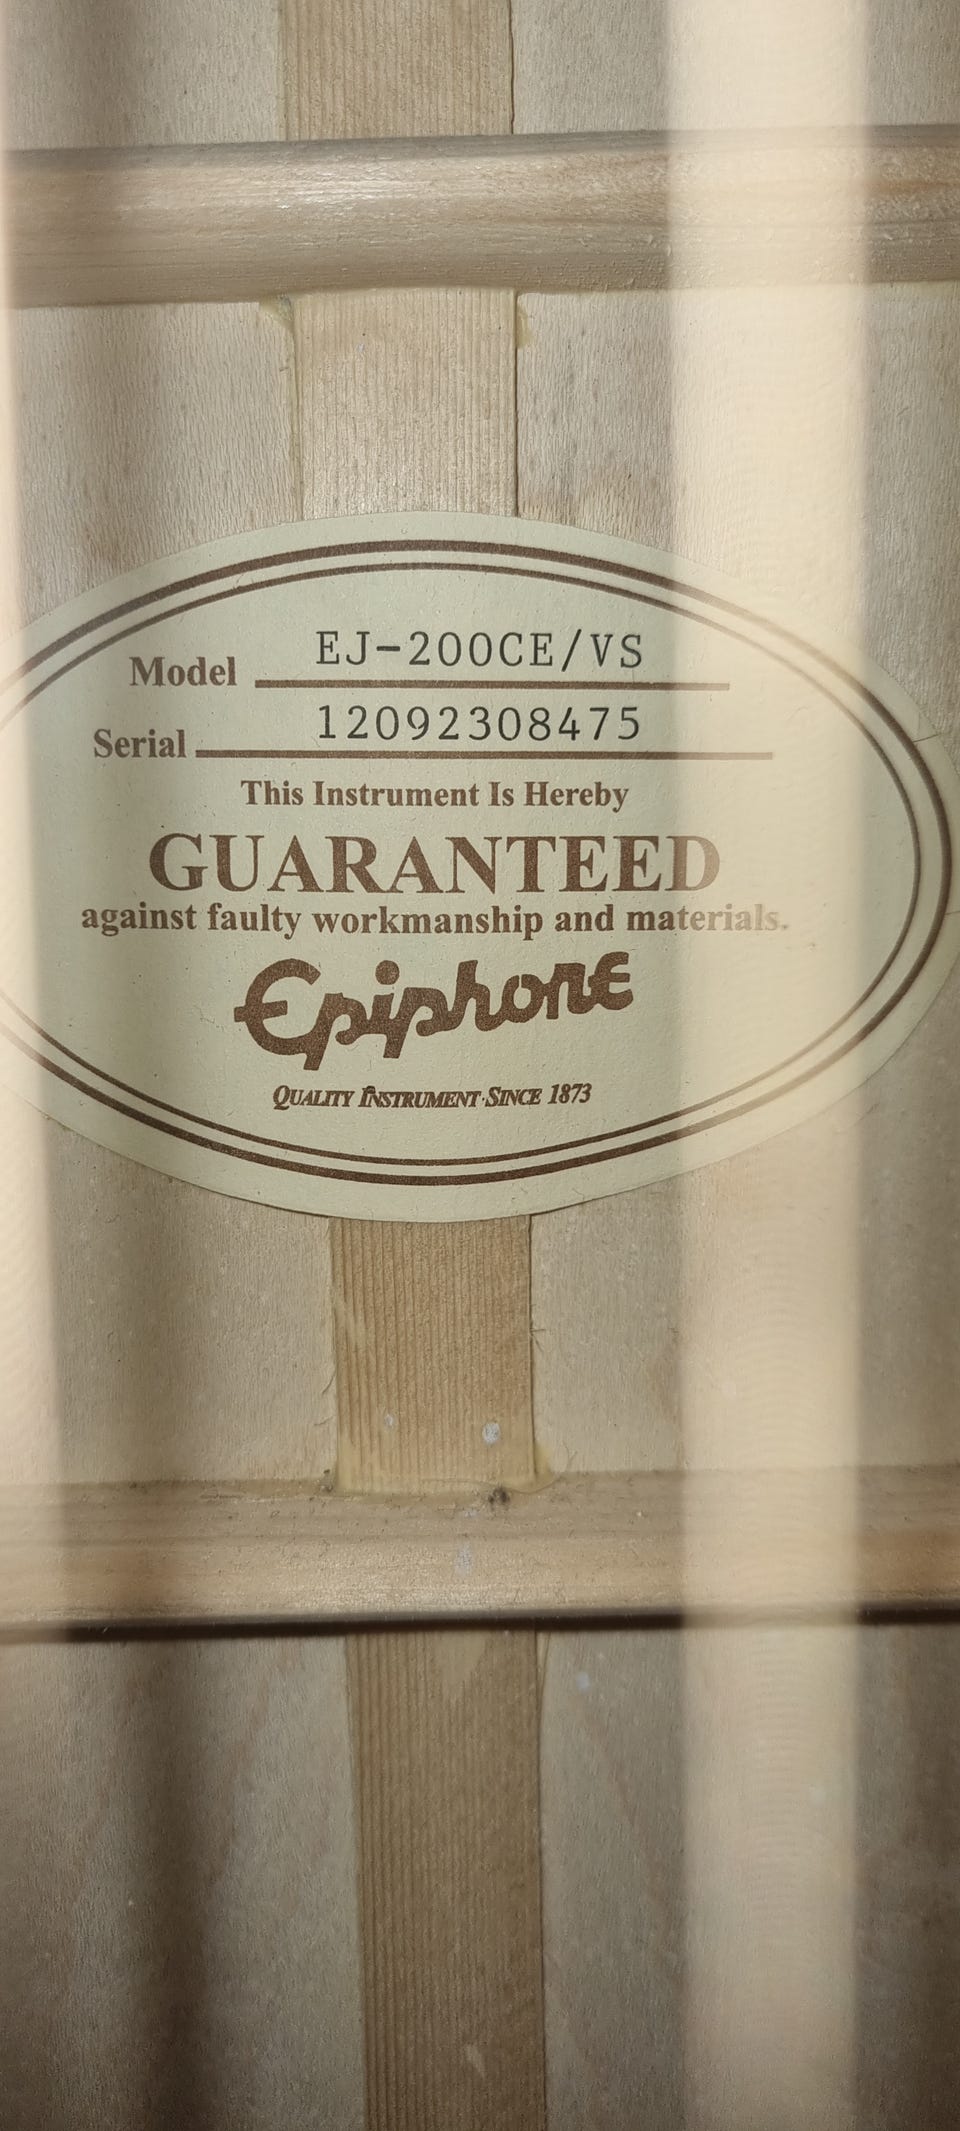 Model EJ-200CE/VS
Serial 12092308475
This Instrument Is Hereby
GUARANTEED
against faulty workmanship and materials.
Epiphone
QUALITY INSTRUMENT SINCE 1873